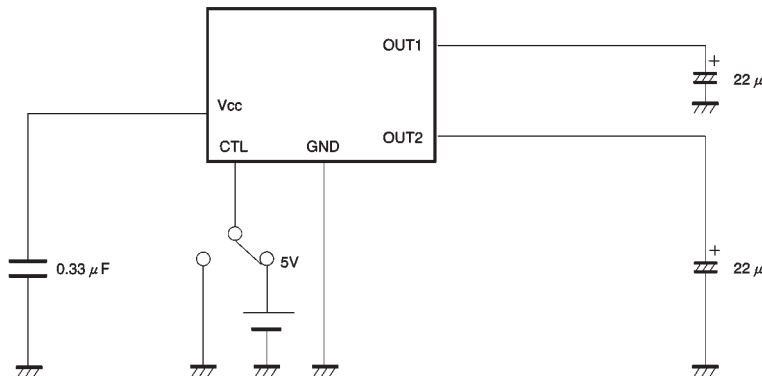 OUT1
+
22 μ
Vcc
OUT2
CTL
GND
+
5V
0.33 μF
22 μ